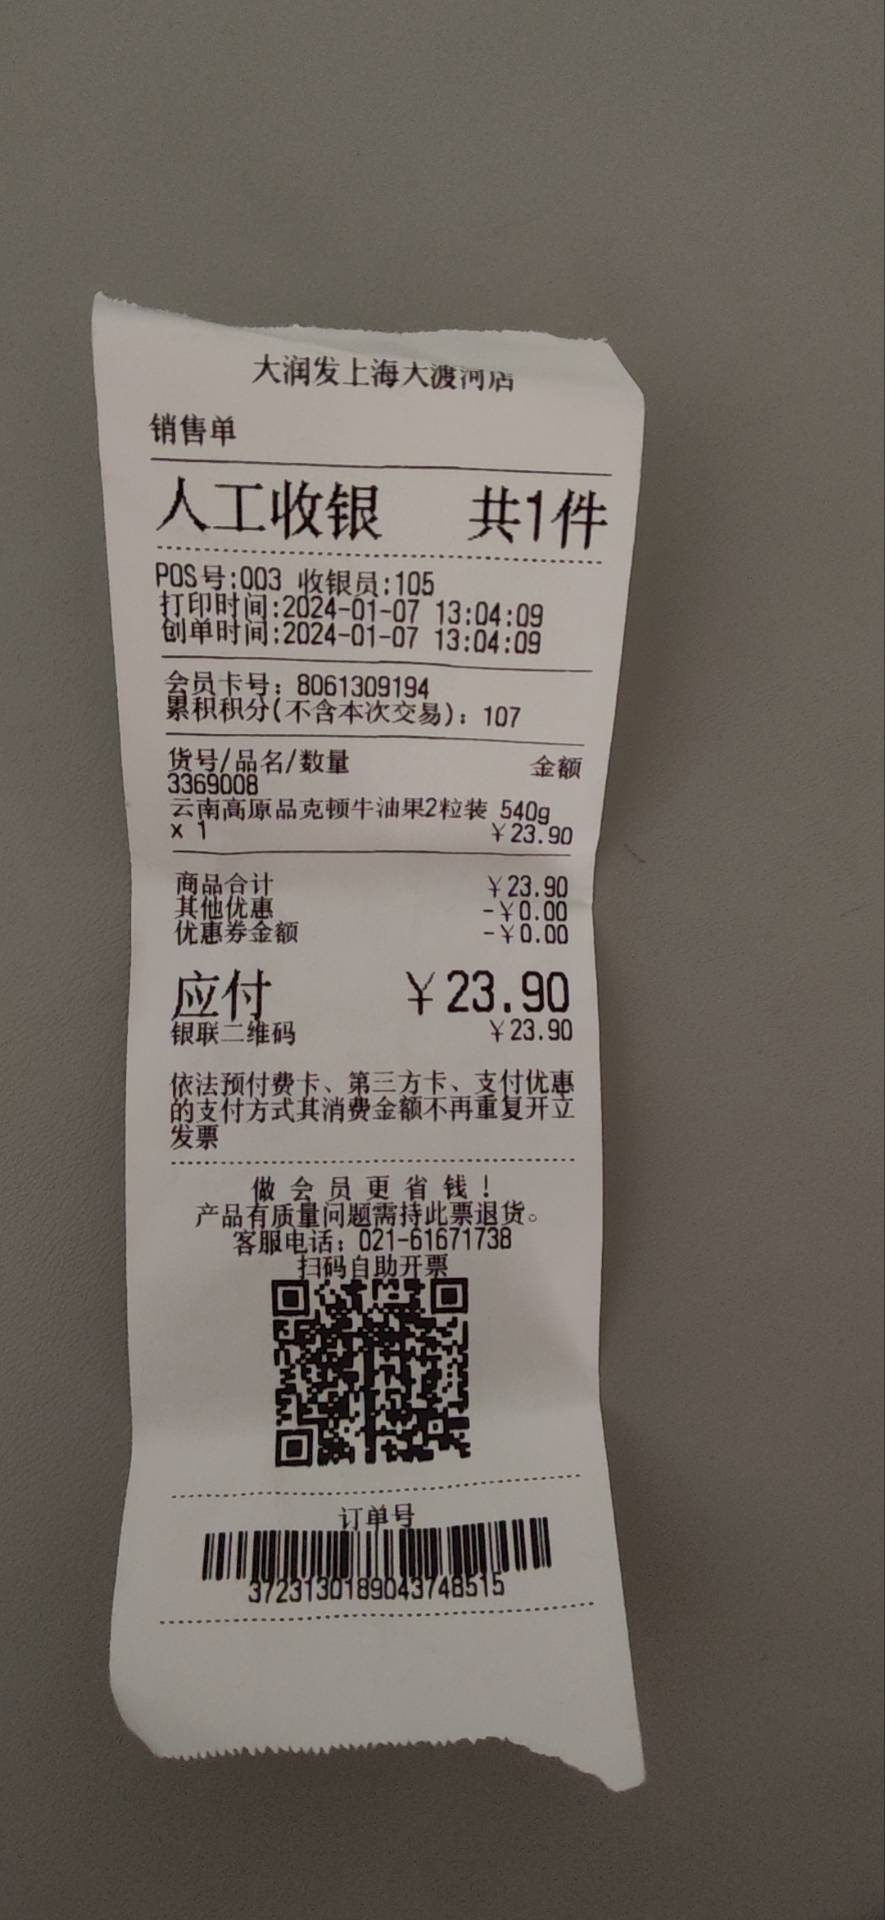 大润发上海大渡河店
销售单
人工收银 共1件
POS号:003 收银员:105
打印时间:2024-01-07 13:04:09
创单时间:2024-01-07 13:04:09
会员卡号：8061309194
累积积分(不含本次交易)：107
货号/品名/数量 金额
3369008
云南高原品克顿牛油果2粒装 540g
x 1 ￥23.90
商品合计 ￥23.90
其他优惠 -￥0.00
优惠券金额 -￥0.00
应付 ￥23.90
银联二维码 ￥23.90
依法预付费卡、第三方卡、支付优惠
的支付方式其消费金额不再重复开立
发票
做会员更省钱！
产品有质量问题需持此票退货。
客服电话：021-61671738
扫码自助开票
订单号
3723130189043748515